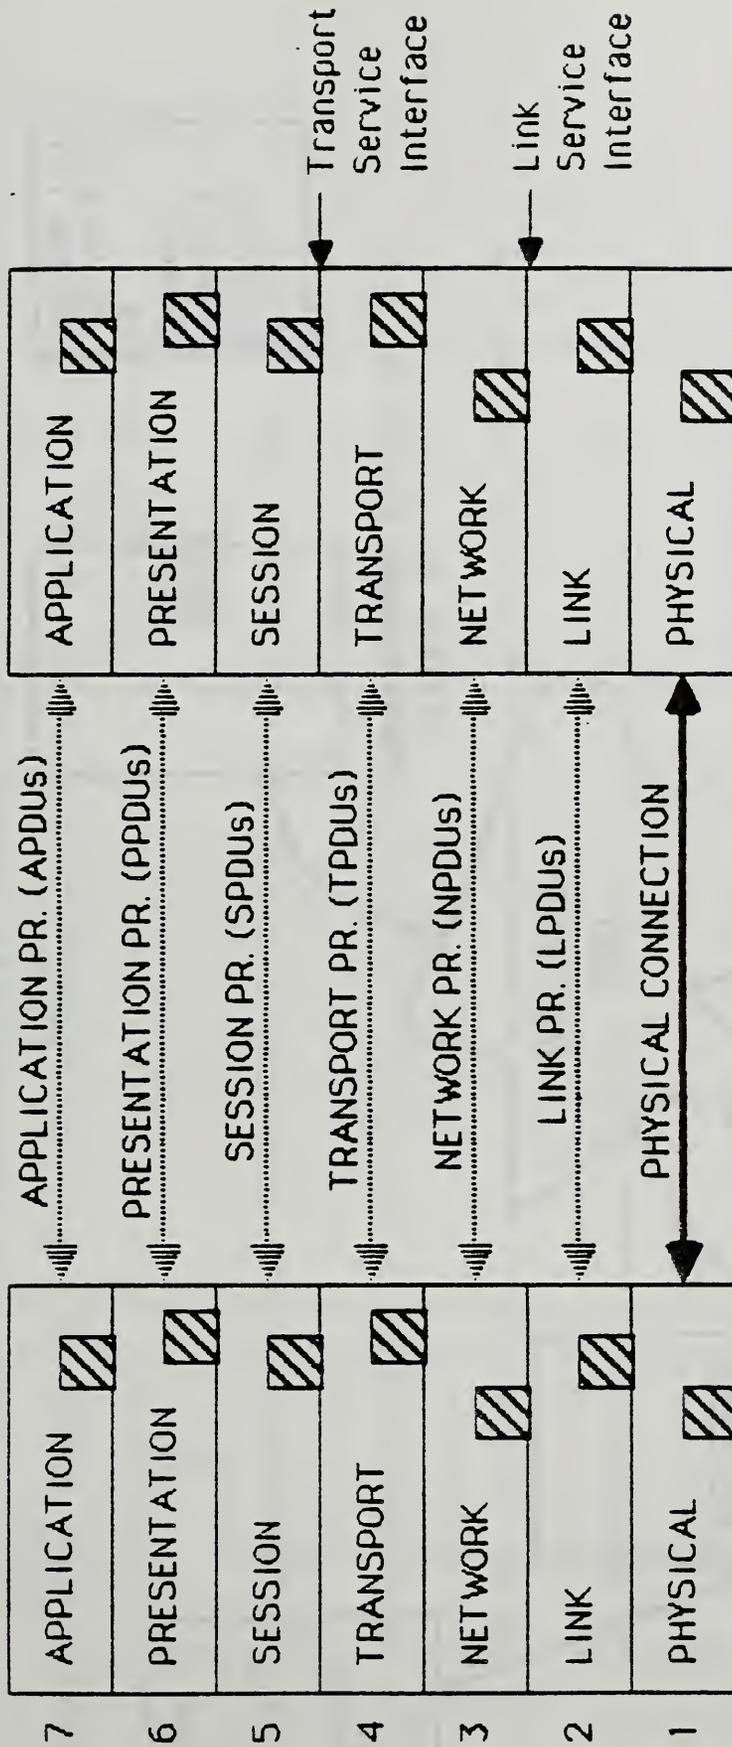 7 APPLICATION APPLICATION PR. (APDUs) APPLICATION
6 PRESENTATION PRESENTATION PR. (PPDUs) PRESENTATION
5 SESSION SESSION PR. (SPDUs) SESSION
Transport
Service
Interface
4 TRANSPORT TRANSPORT PR. (TPDUs) TRANSPORT
3 NETWORK NETWORK PR. (NPDUs) NETWORK
Link
Service
Interface
2 LINK LINK PR. (LPDUs) LINK
1 PHYSICAL PHYSICAL CONNECTION PHYSICAL